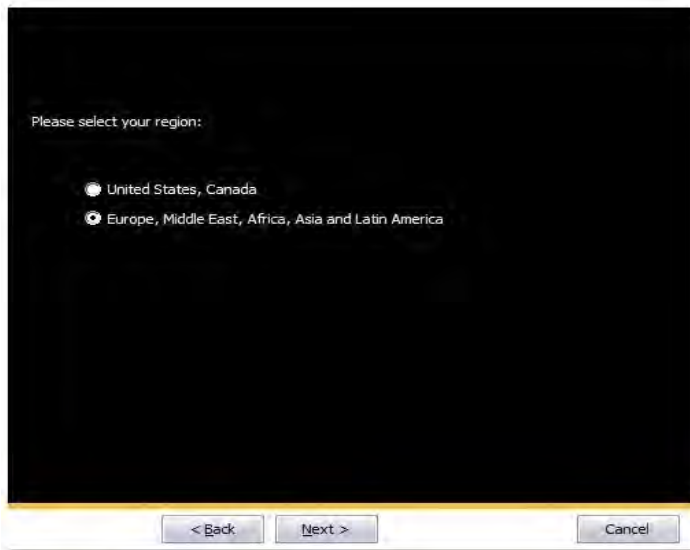 Please select your region:
United States, Canada
Europe, Middle East, Africa, Asia and Latin America
< Back
Next >
Cancel